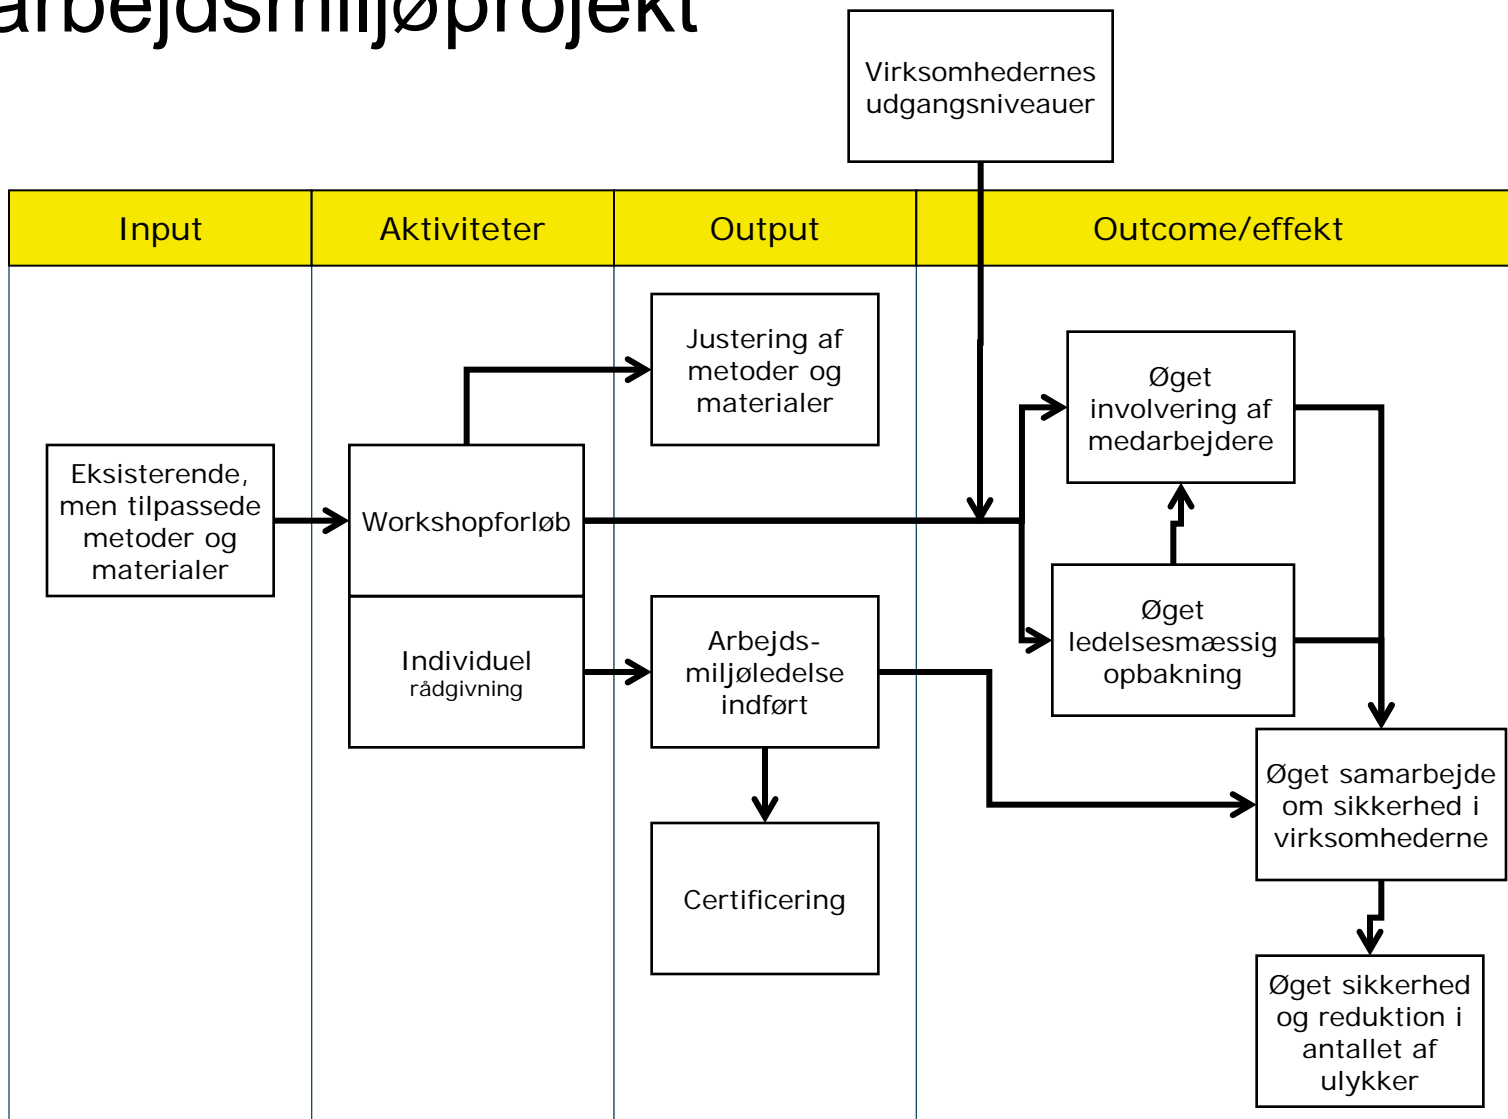 arbejdsmiljøprojekt
Virksomhedernes
udgangsniveauer
Input
Aktiviteter
Output
Outcome/effekt
Eksisterende,
men tilpassede
metoder og
materialer
Workshopforløb
Individuel
rådgivning
Justering af
metoder og
materialer
Arbejds-
miljøledelse
indført
Certificering
Øget
involvering af
medarbejdere
Øget
ledelsesmæssig
opbakning
Øget samarbejde
om sikkerhed i
virksomhederne
Øget sikkerhed
og reduktion i
antallet af
ulykker